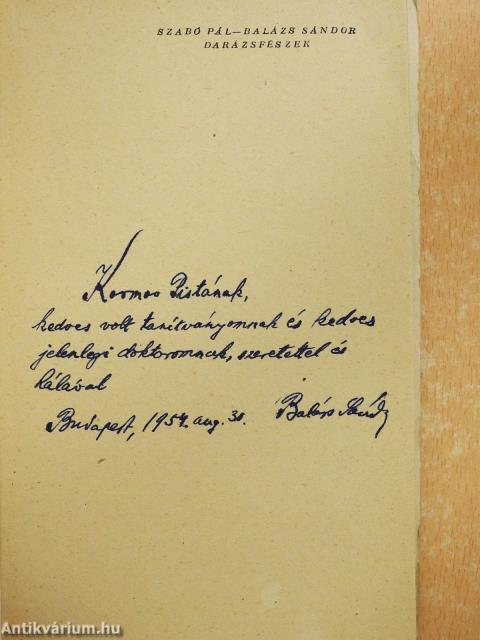 SZABÓ PÁL—BALÁZS SÁNDOR
DARÁZSFÉSZEK
Kormos Pistának,
kedves volt tanítványomnak és kedves
jelenlegi doktoromnak, szeretettel és
hálával
Budapest, 1954. aug. 30. Balázs Sándor
Antikvárium.hu